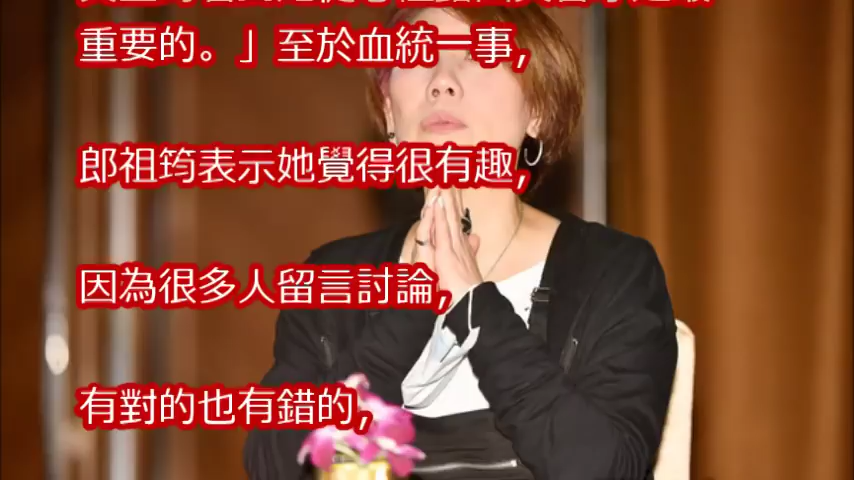 重要的。」至於血統一事,
郎祖筠表示她覺得很有趣,
因為很多人留言討論,
有對的也有錯的,